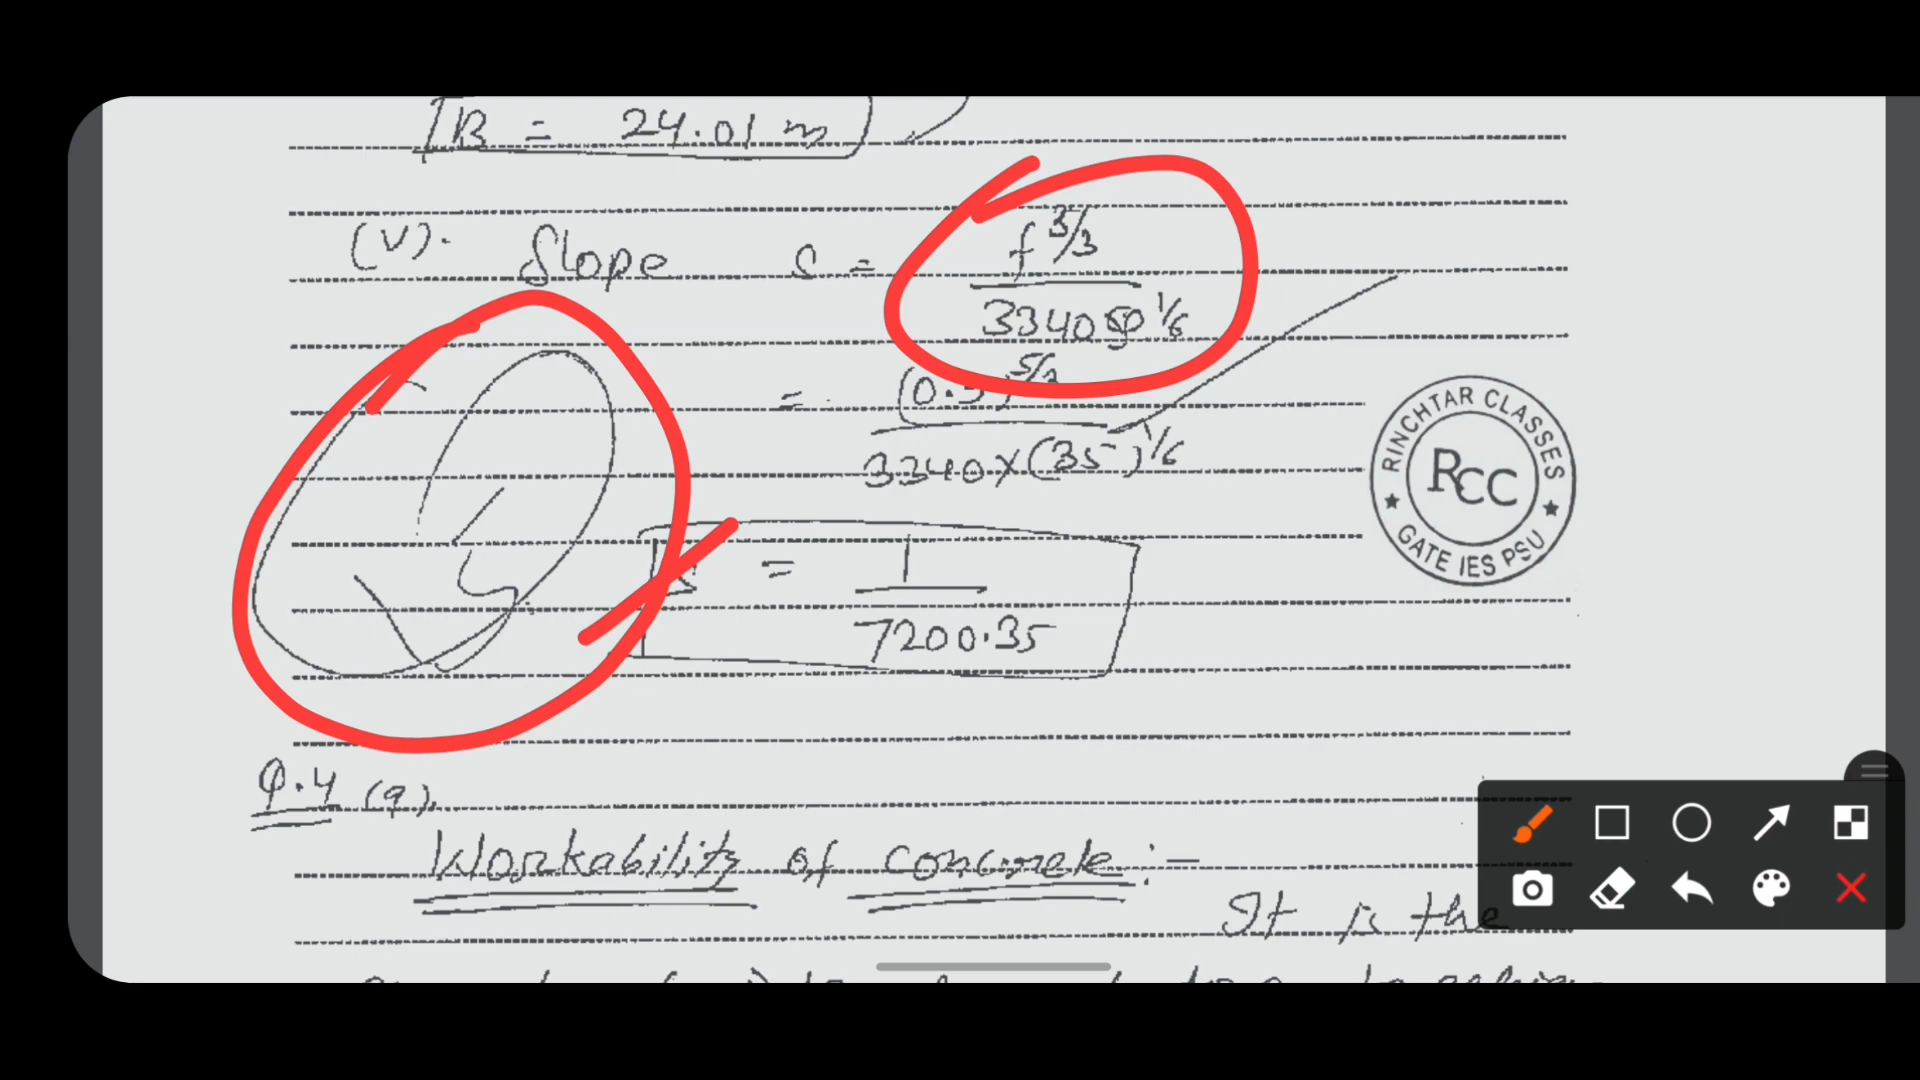 B = 24.01 m
(V). Slope S = f^5/3
3340 Q^1/6
= (0.9)^5/3
3340 × (35)^1/6
S = 1
7200.35
RINCHTAR CLASSES
RCC
GATE IES PSU
Q.4 (a).
Workability of concrete :-
It is the